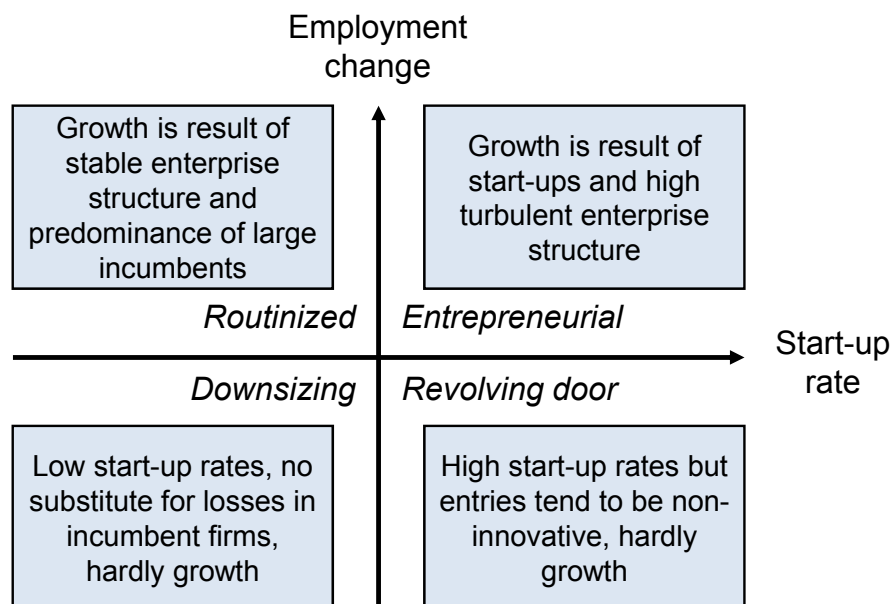 Employment
change
Growth is result of
stable enterprise
structure and
predominance of large
incumbents
Growth is result of
start-ups and high
turbulent enterprise
structure
Routinized
Entrepreneurial
Start-up
rate
Downsizing
Revolving door
Low start-up rates, no
substitute for losses in
incumbent firms,
hardly growth
High start-up rates but
entries tend to be non-
innovative, hardly
growth